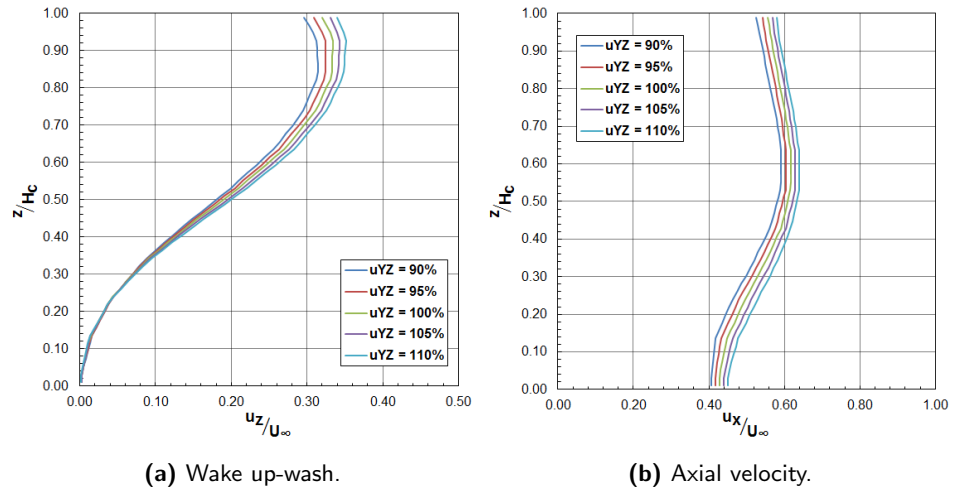 1.00
0.90
0.80
0.70
0.60
0.50
0.40
0.30
0.20
0.10
0.00
z/Hc
uYZ = 90%
uYZ = 95%
uYZ = 100%
uYZ = 105%
uYZ = 110%
0.00 0.10 0.20 0.30 0.40 0.50
uz/U∞
(a) Wake up-wash.
1.00
0.90
0.80
0.70
0.60
0.50
0.40
0.30
0.20
0.10
0.00
z/Hc
uYZ = 90%
uYZ = 95%
uYZ = 100%
uYZ = 105%
uYZ = 110%
0.00 0.20 0.40 0.60 0.80 1.00
ux/U∞
(b) Axial velocity.